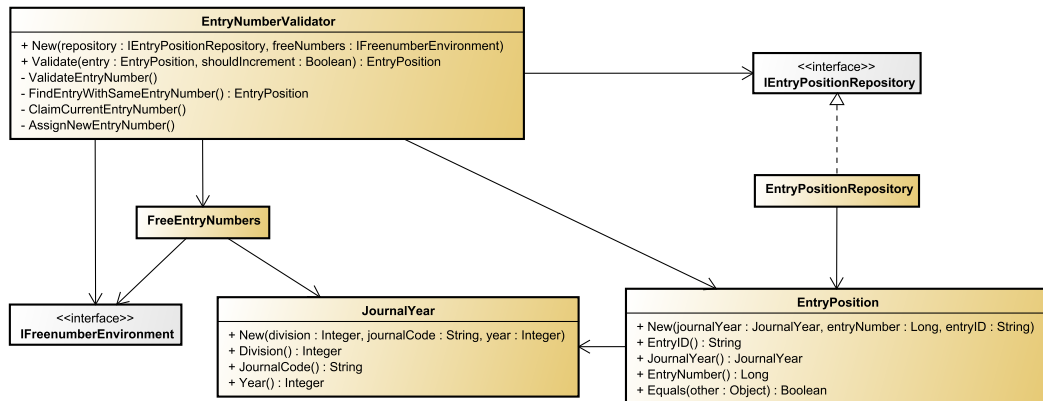 EntryNumberValidator
+ New(repository : IEntryPositionRepository, freeNumbers : IFreenumberEnvironment)
+ Validate(entry : EntryPosition, shouldIncrement : Boolean) : EntryPosition
- ValidateEntryNumber()
- FindEntryWithSameEntryNumber() : EntryPosition
- ClaimCurrentEntryNumber()
- AssignNewEntryNumber()
<<interface>>
IEntryPositionRepository
EntryPositionRepository
FreeEntryNumbers
<<interface>>
IFreenumberEnvironment
JournalYear
+ New(division : Integer, journalCode : String, year : Integer)
+ Division() : Integer
+ JournalCode() : String
+ Year() : Integer
EntryPosition
+ New(journalYear : JournalYear, entryNumber : Long, entryID : String)
+ EntryID() : String
+ JournalYear() : JournalYear
+ EntryNumber() : Long
+ Equals(other : Object) : Boolean